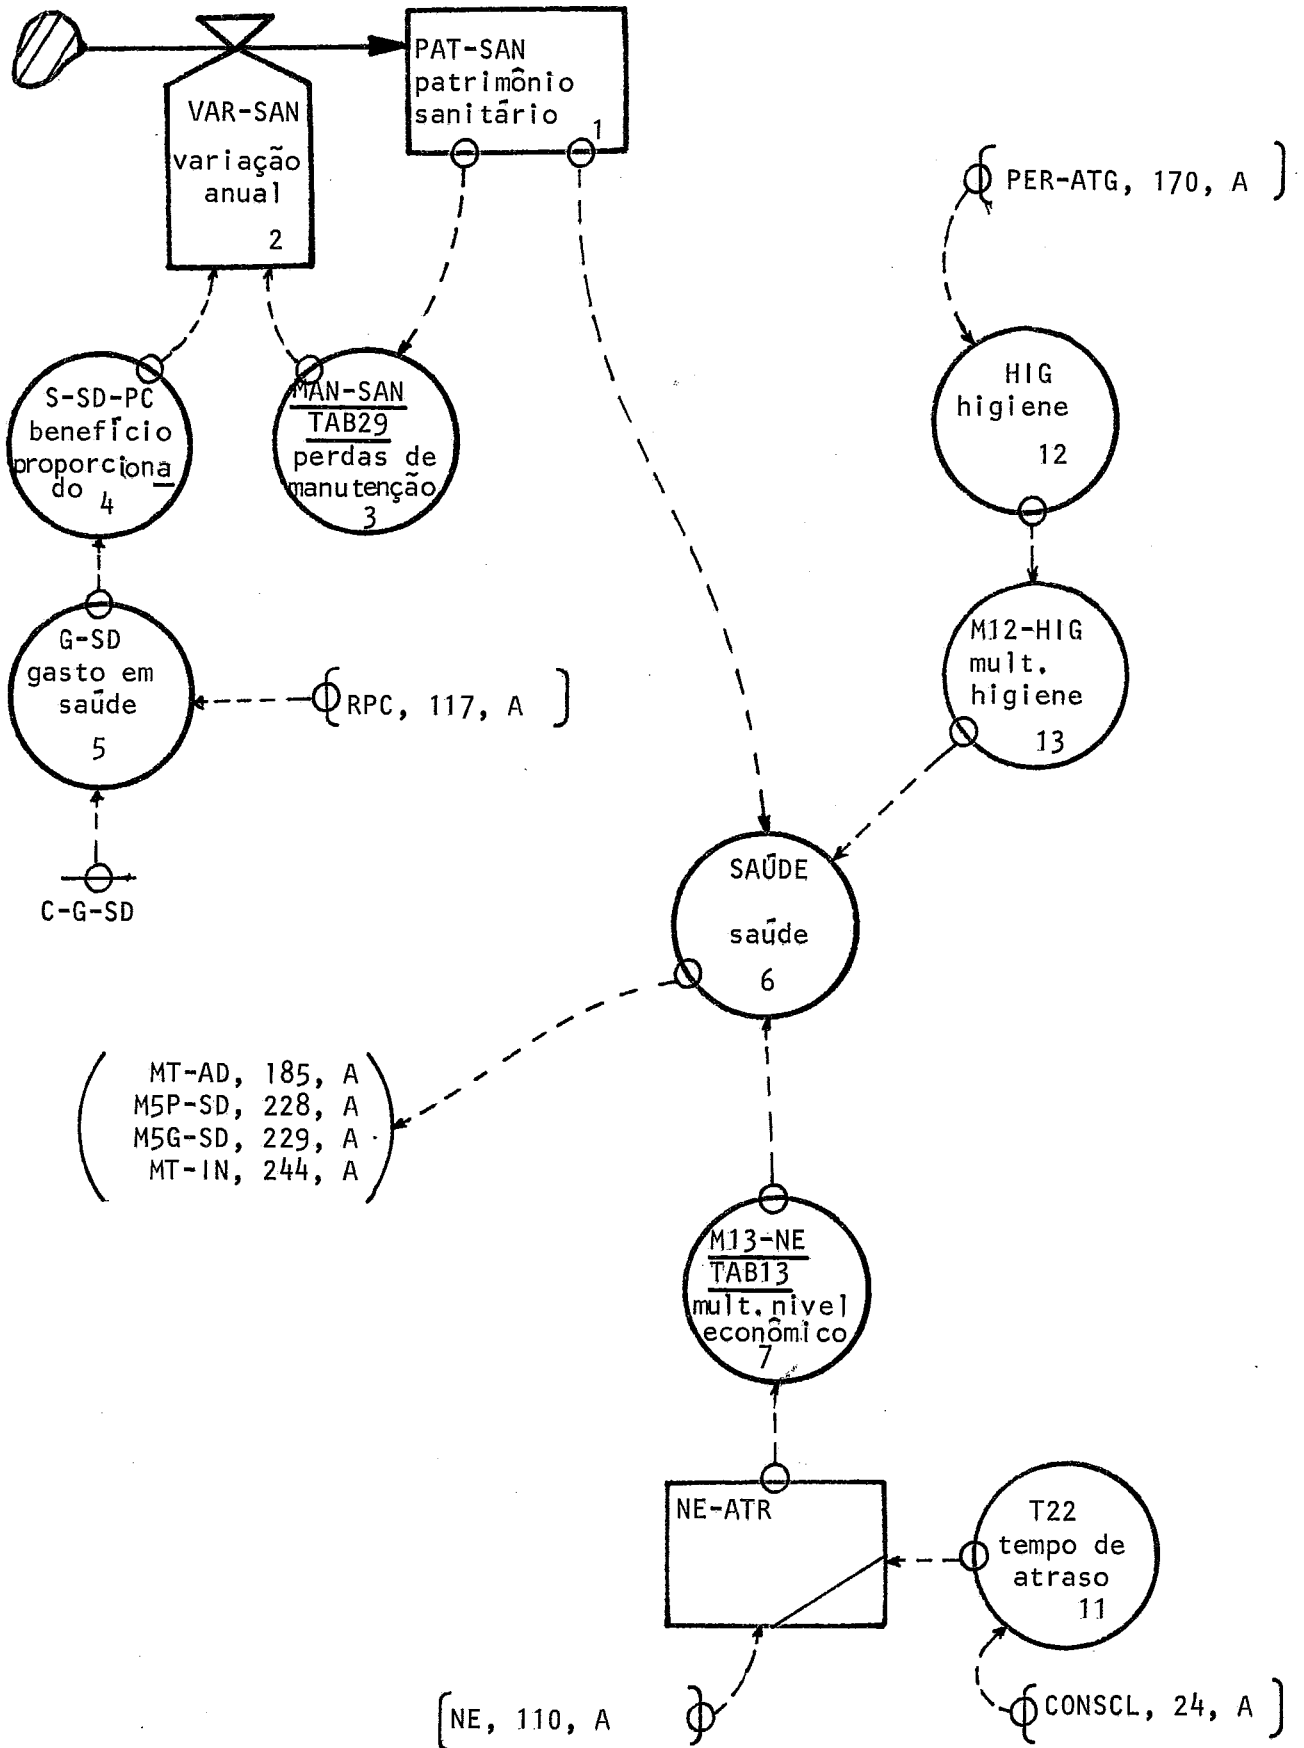 PAT-SAN
patrimônio
sanitário
1
VAR-SAN
variação
anual
2
PER-ATG, 170, A
S-SD-PC
benefício
proporciona
do
4
MAN-SAN
TAB29
perdas de
manutenção
3
HIG
higiene
12
G-SD
gasto em
saúde
5
RPC, 117, A
M12-HIG
mult.
higiene
13
C-G-SD
SAÚDE
saúde
6
MT-AD, 185, A
M5P-SD, 228, A
M5G-SD, 229, A
MT-IN, 244, A
M13-NE
TAB13
mult.nivel
econômico
7
NE-ATR
T22
tempo de
atraso
11
NE, 110, A
CONSCL, 24, A